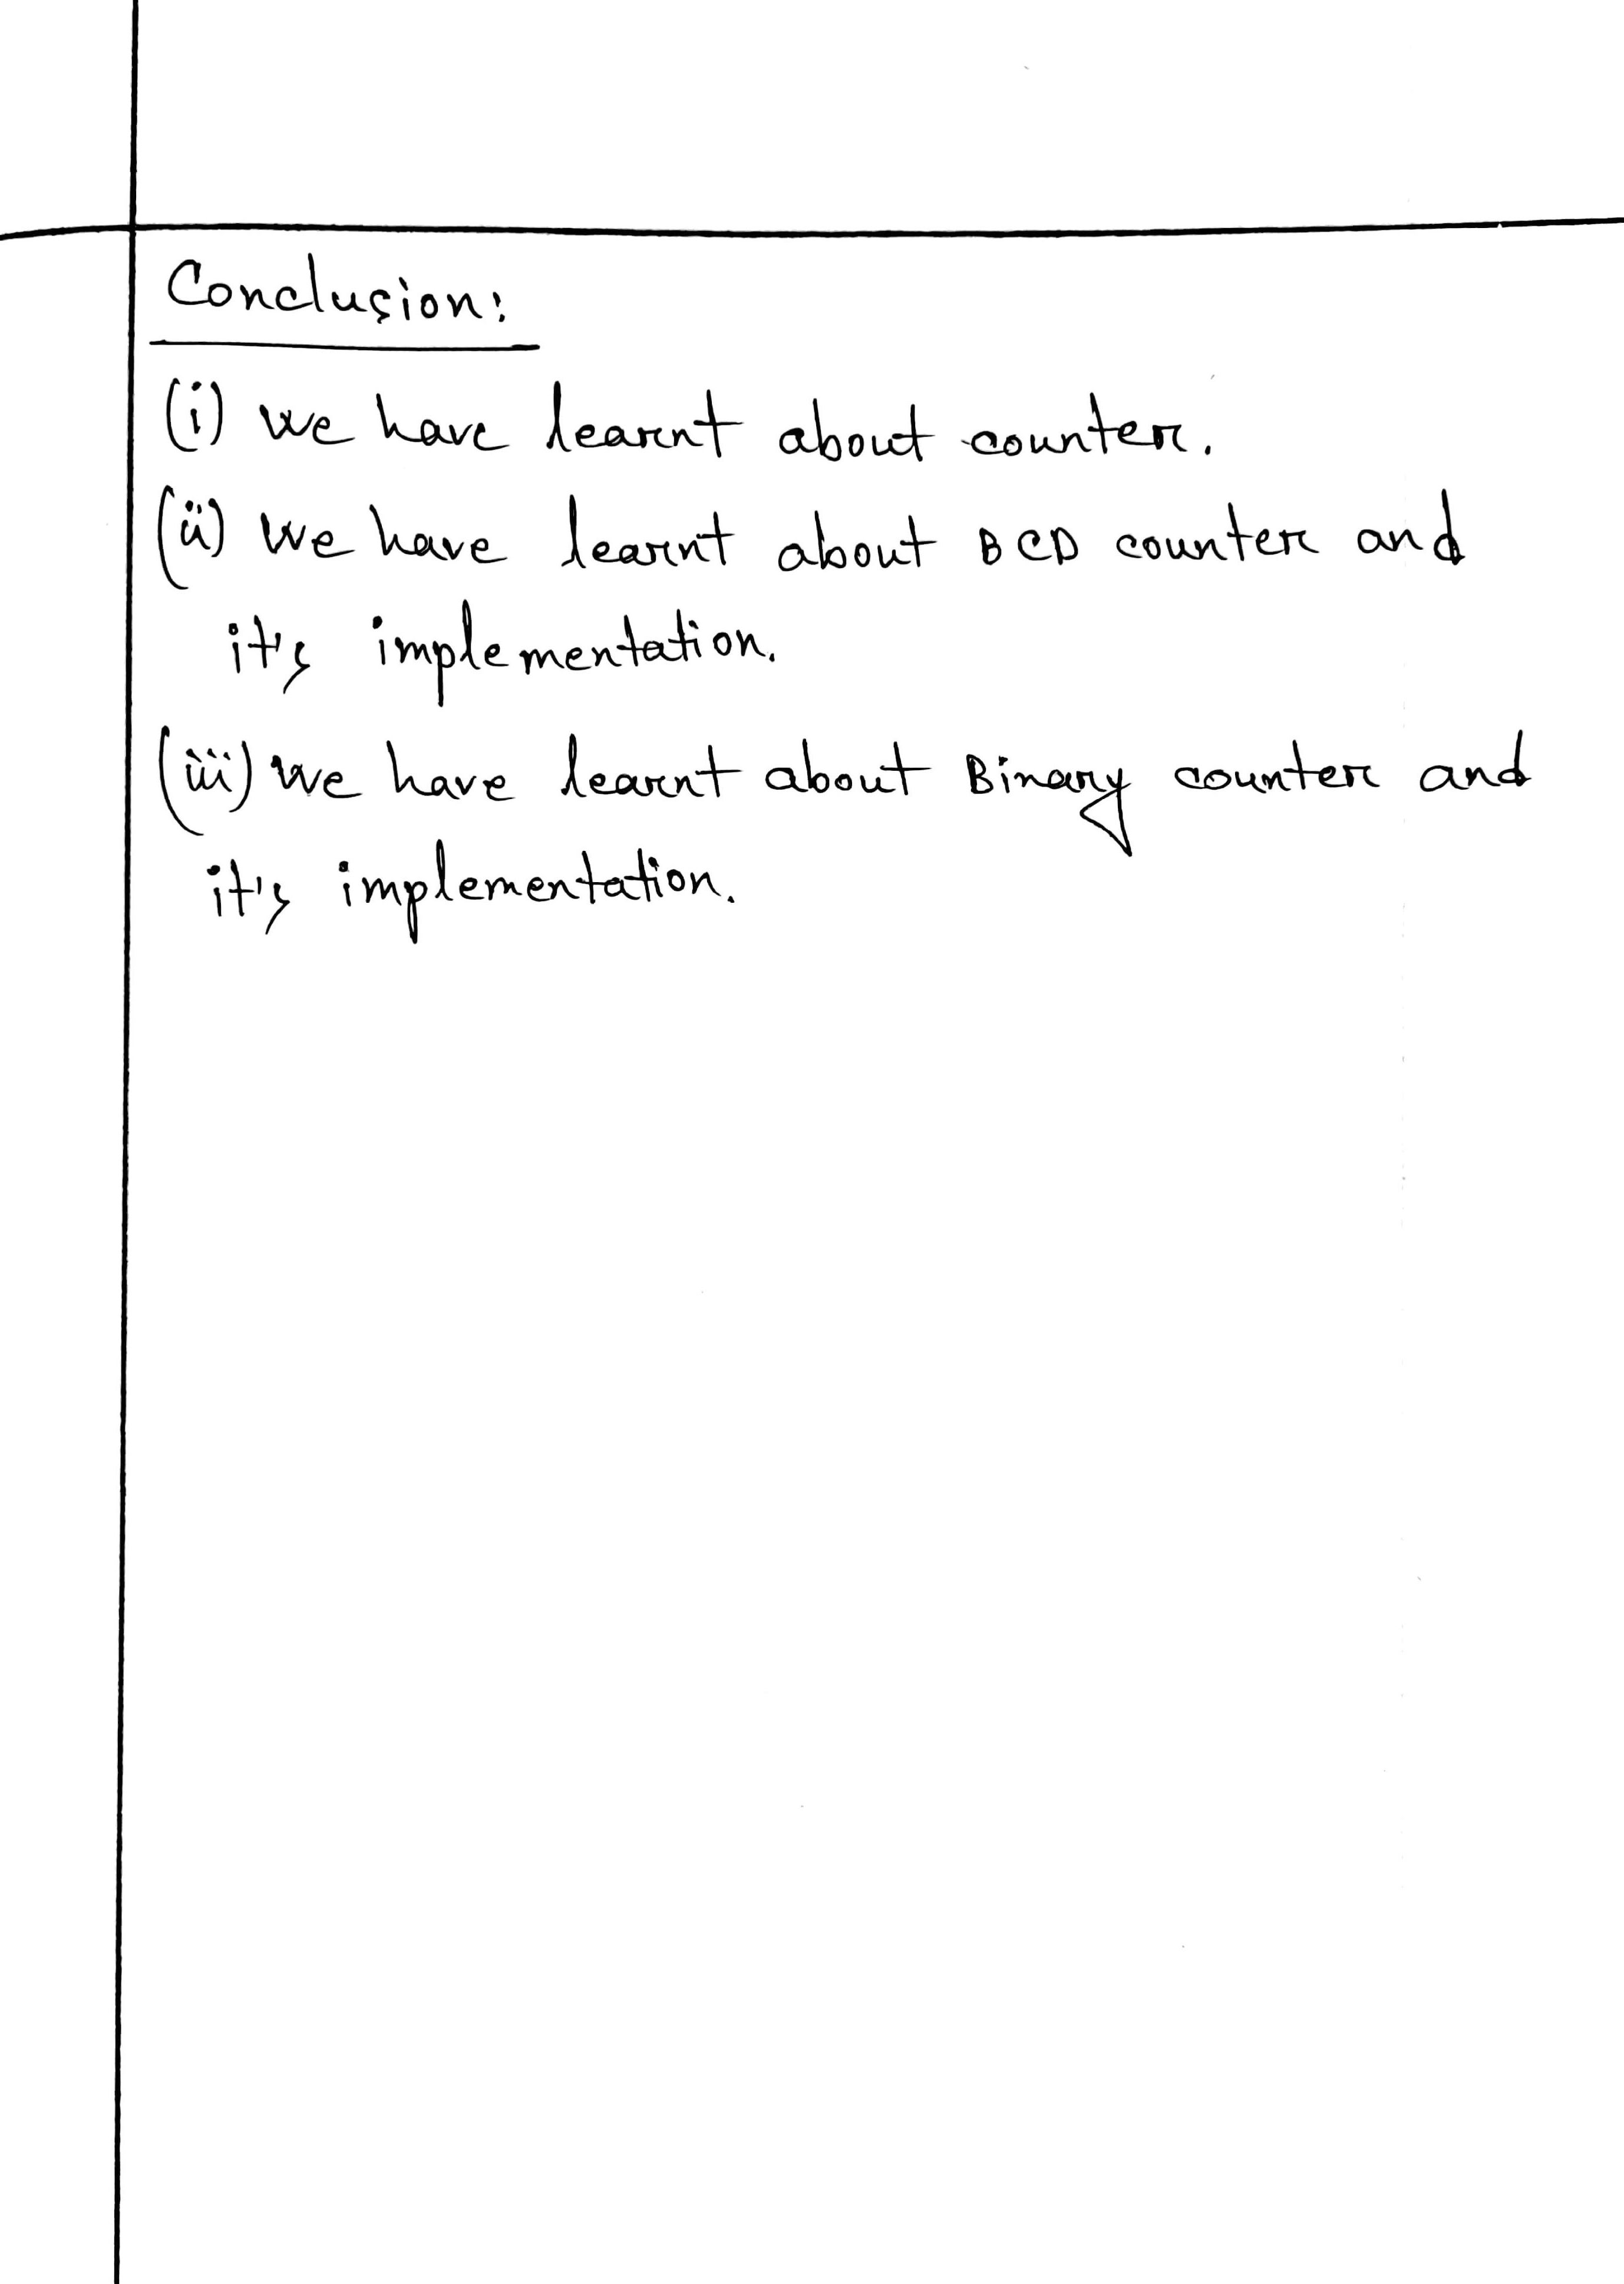 Conclusion:
(i) we have learnt about counter.
(ii) we have learnt about BCD counter and
it's implementation.
(iii) we have learnt about Binary counter and
it's implementation.